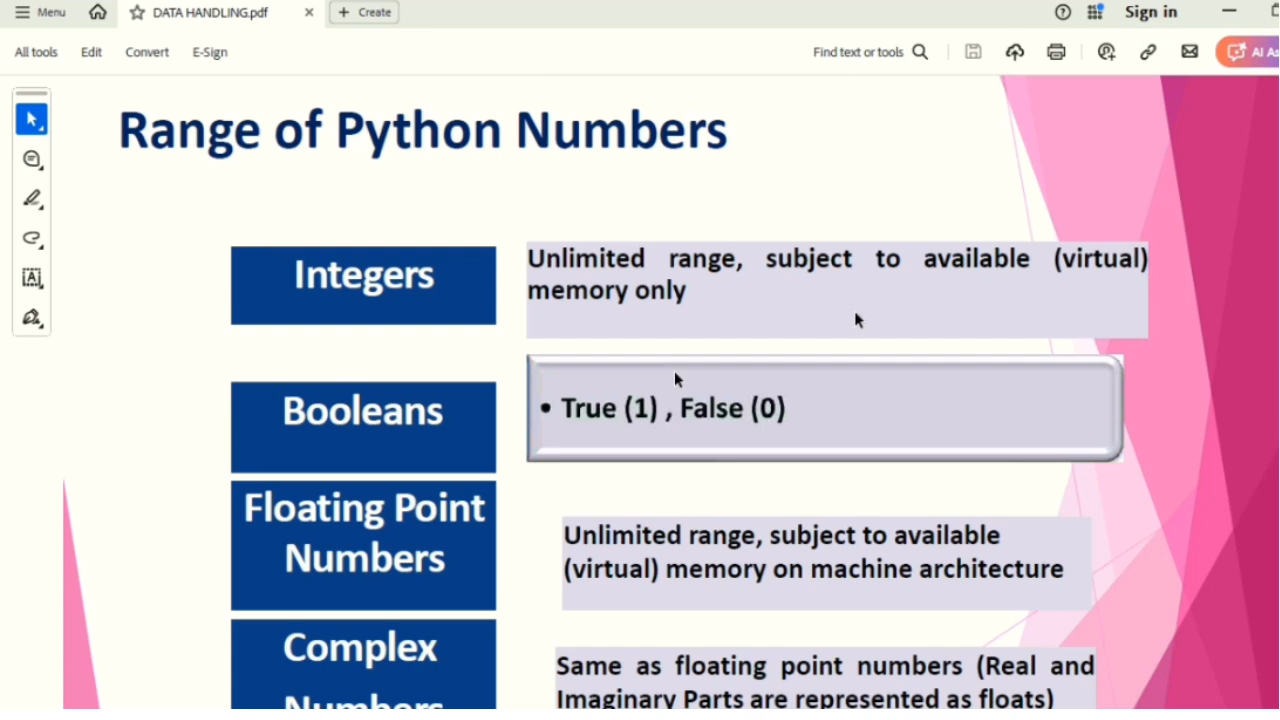 Menu
DATA HANDLING.pdf
Create
Sign in
All tools
Edit
Convert
E-Sign
Find text or tools
AI As
Range of Python Numbers
Integers
Unlimited range, subject to available (virtual)
memory only
Booleans
• True (1) , False (0)
Floating Point
Numbers
Unlimited range, subject to available
(virtual) memory on machine architecture
Complex
Numbers
Same as floating point numbers (Real and
Imaginary Parts are represented as floats)